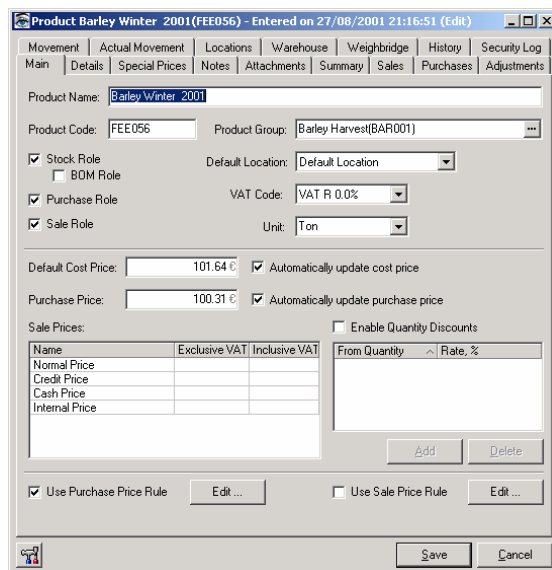 Product Barley Winter  2001(FEE056) - Entered on 27/08/2001 21:16:51 (Edit)
Movement Actual Movement Locations Warehouse Weighbridge History Security Log
Main Details Special Prices Notes Attachments Summary Sales Purchases Adjustments
Product Name: Barley Winter  2001
Product Code: FEE056 Product Group: Barley Harvest(BAR001) ...
Stock Role Default Location: Default Location
BOM Role
Purchase Role VAT Code: VAT R 0.0%
Sale Role Unit: Ton
Default Cost Price: 101.64 € Automatically update cost price
Purchase Price: 100.31 € Automatically update purchase price
Sale Prices: Enable Quantity Discounts
Name Exclusive VAT Inclusive VAT From Quantity Rate, %
Normal Price
Credit Price
Cash Price
Internal Price
Add Delete
Use Purchase Price Rule Edit ... Use Sale Price Rule Edit ...
Save Cancel